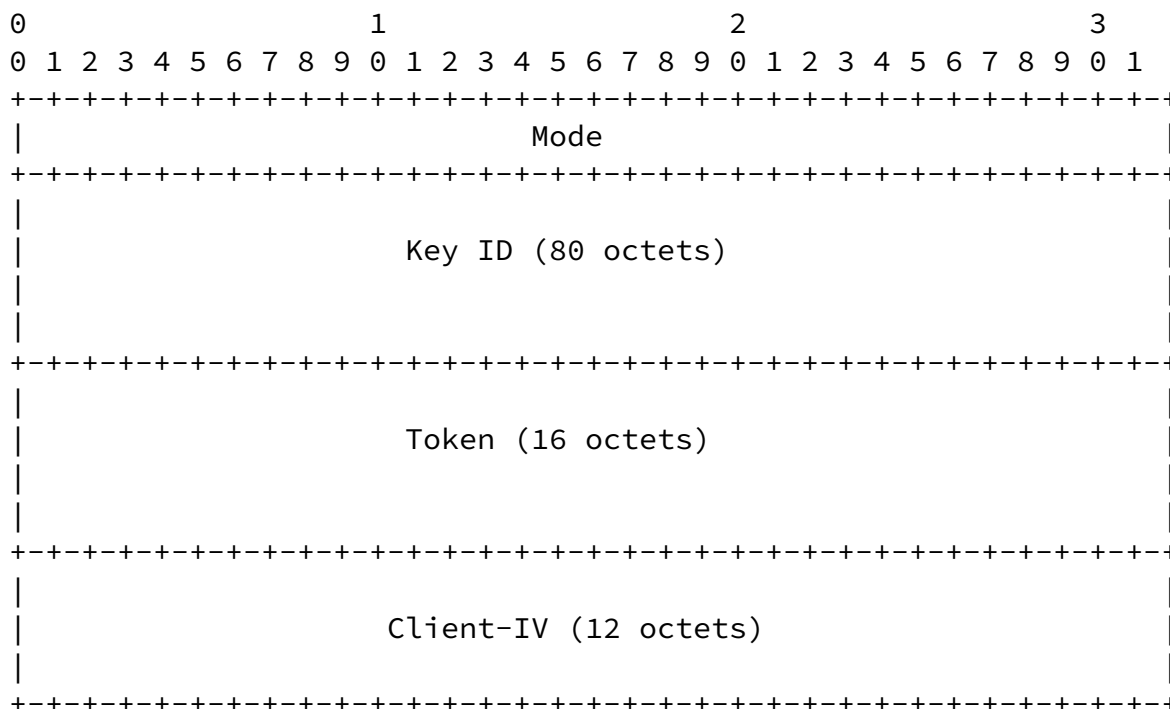 0                   1                   2                   3
0 1 2 3 4 5 6 7 8 9 0 1 2 3 4 5 6 7 8 9 0 1 2 3 4 5 6 7 8 9 0 1
+-+-+-+-+-+-+-+-+-+-+-+-+-+-+-+-+-+-+-+-+-+-+-+-+-+-+-+-+-+-+-+-+
|                            Mode                               |
+-+-+-+-+-+-+-+-+-+-+-+-+-+-+-+-+-+-+-+-+-+-+-+-+-+-+-+-+-+-+-+-+
|                                                               |
|                     Key ID (80 octets)                        |
|                                                               |
|                                                               |
+-+-+-+-+-+-+-+-+-+-+-+-+-+-+-+-+-+-+-+-+-+-+-+-+-+-+-+-+-+-+-+-+
|                                                               |
|                     Token (16 octets)                         |
|                                                               |
|                                                               |
+-+-+-+-+-+-+-+-+-+-+-+-+-+-+-+-+-+-+-+-+-+-+-+-+-+-+-+-+-+-+-+-+
|                                                               |
|                    Client-IV (12 octets)                      |
|                                                               |
+-+-+-+-+-+-+-+-+-+-+-+-+-+-+-+-+-+-+-+-+-+-+-+-+-+-+-+-+-+-+-+-+